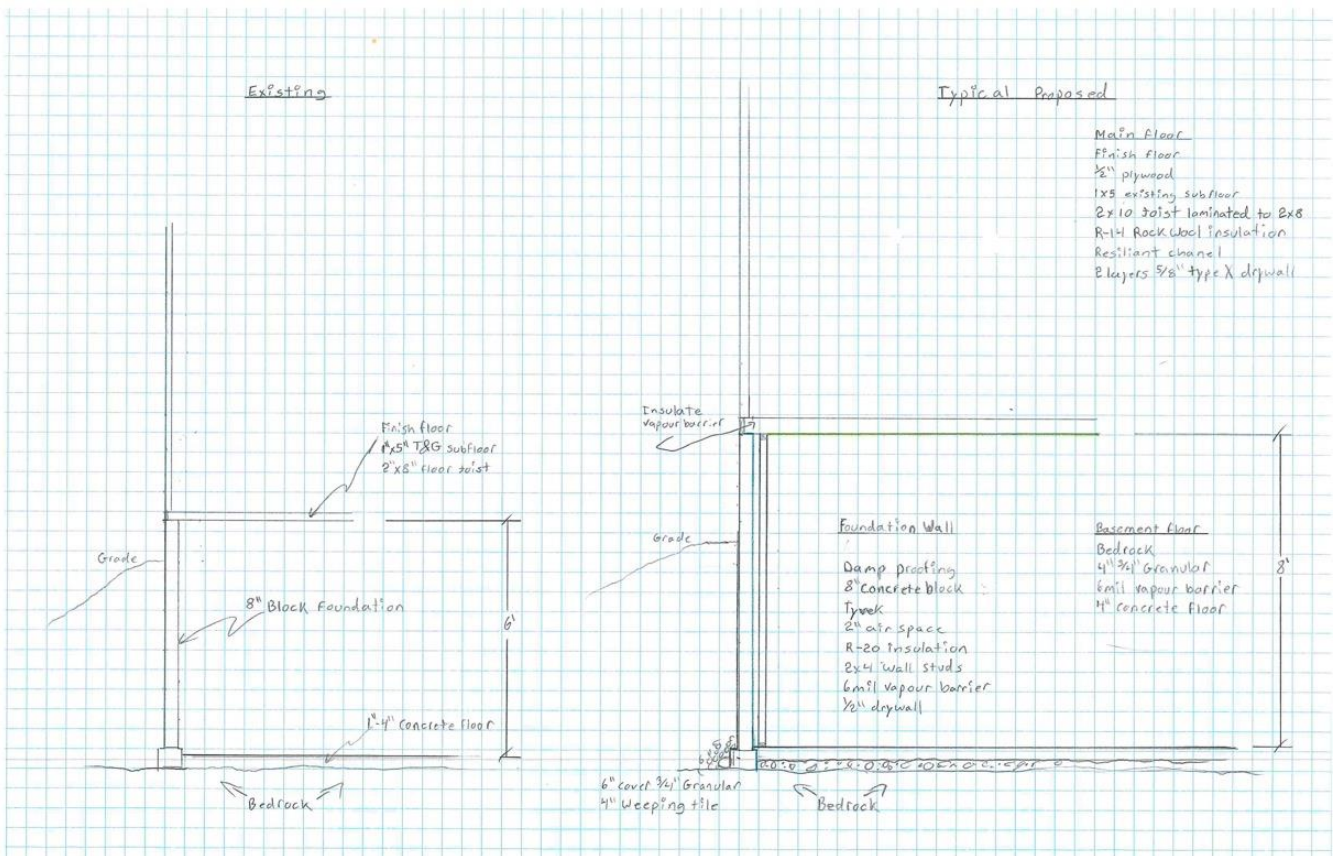 Existing
Finish floor
1"x5" T&G subfloor
2"x8" floor joist
Grade
8" Block Foundation
6'
1"-4" Concrete floor
Bedrock
Typical Proposed
Main floor
Finish floor
1/2" plywood
1x5 existing subfloor
2x10 joist laminated to 2x8
R-14 Rock Wool insulation
Resiliant chanel
2 layers 5/8" type X drywall
Insulate
vapour barrier
Grade
Foundation Wall
Damp proofing
8" Concrete block
Tyvek
2" air space
R-20 insulation
2x4 wall studs
6mil vapour barrier
1/2" drywall
Basement floor
Bedrock
4" 3/4" Granular
6mil vapour barrier
4" concrete floor
8'
6" cover 3/4" Granular
4" Weeping tile
Bedrock